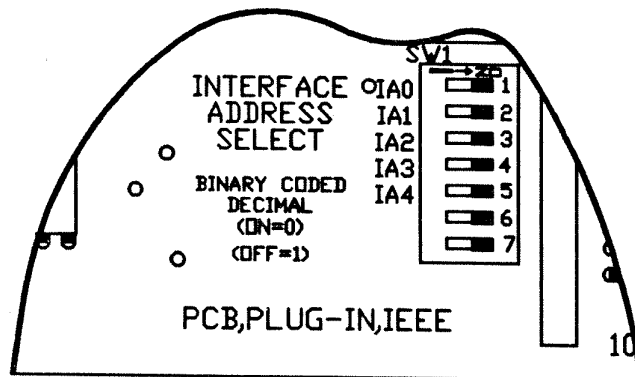 SW1
ON
INTERFACE
ADDRESS
SELECT
IA0 1
IA1 2
IA2 3
IA3 4
IA4 5
6
7
BINARY CODED
DECIMAL
(ON=0)
(OFF=1)
PCB,PLUG-IN,IEEE
10